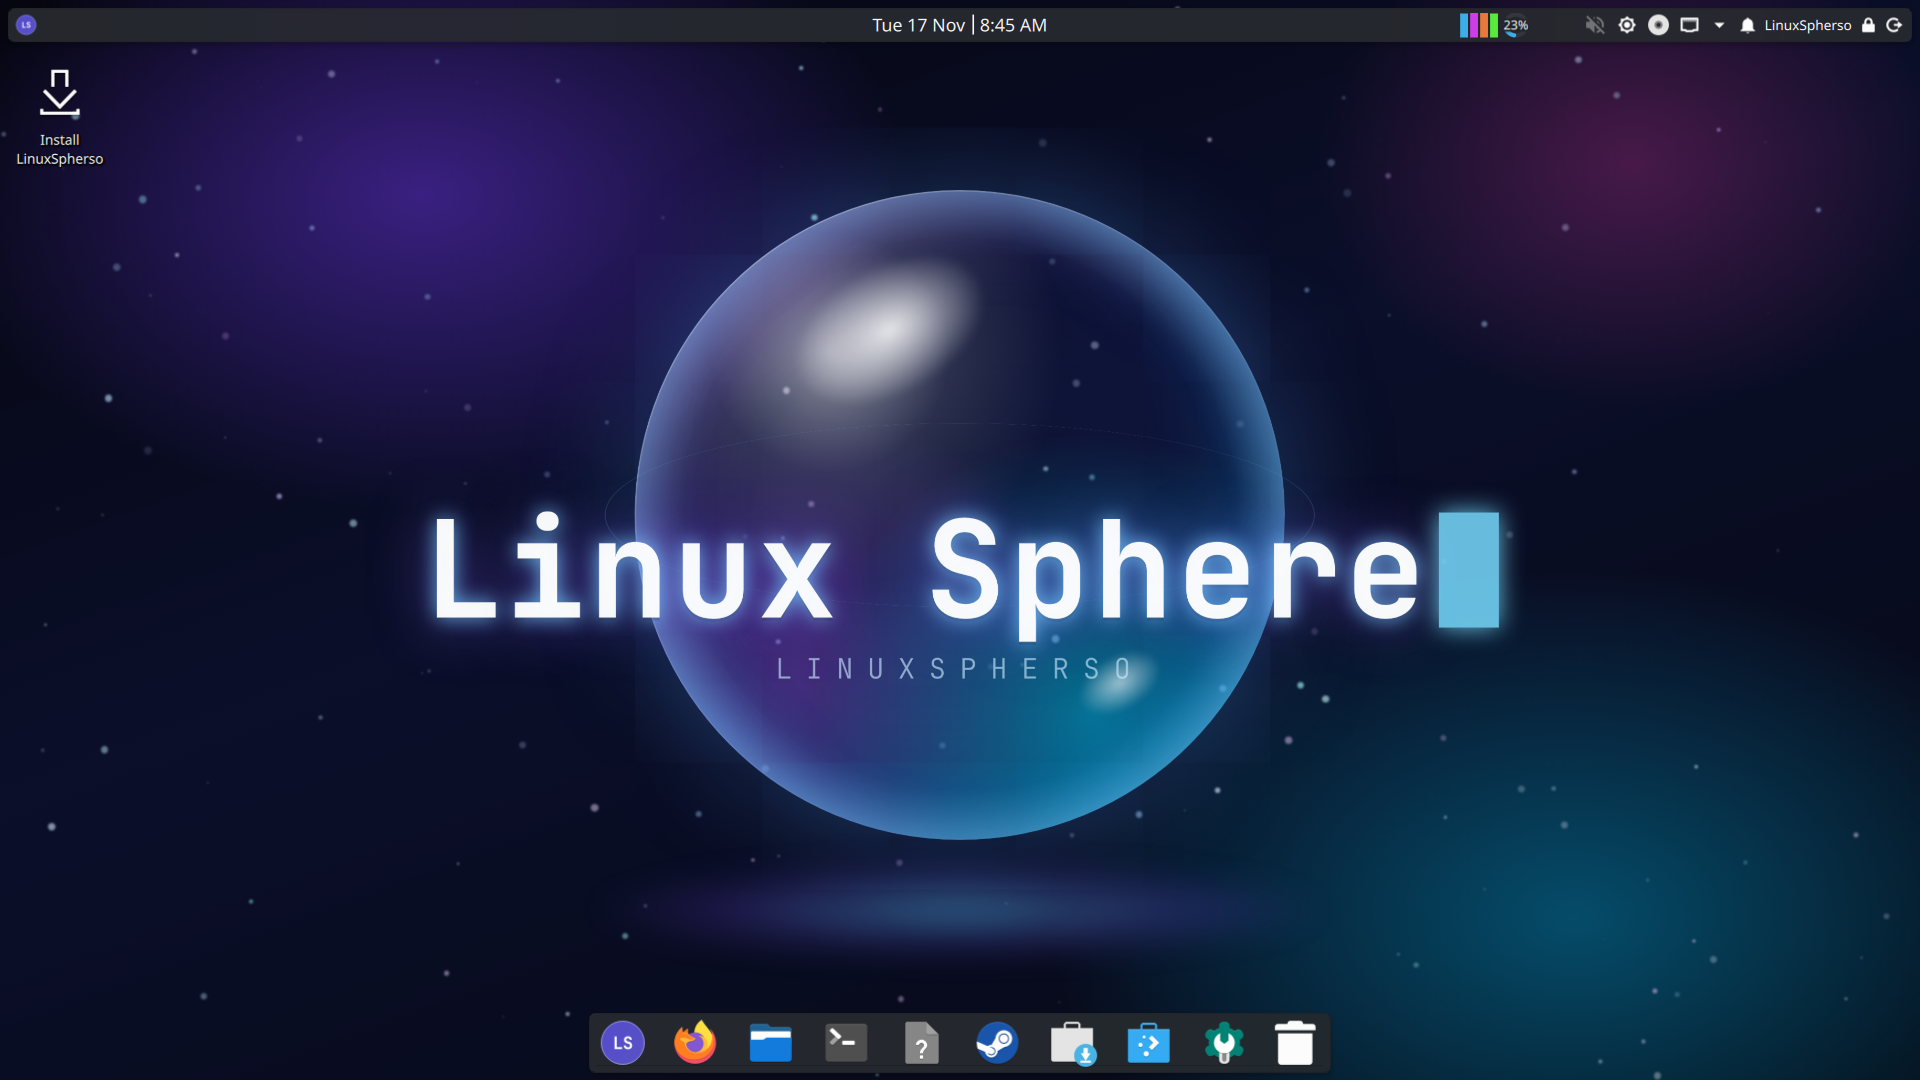 LS
Tue 17 Nov | 8:45 AM
23%
LinuxSpherso
Install
LinuxSpherso
Linux Sphere
LINUXSPHERSO
LS
?